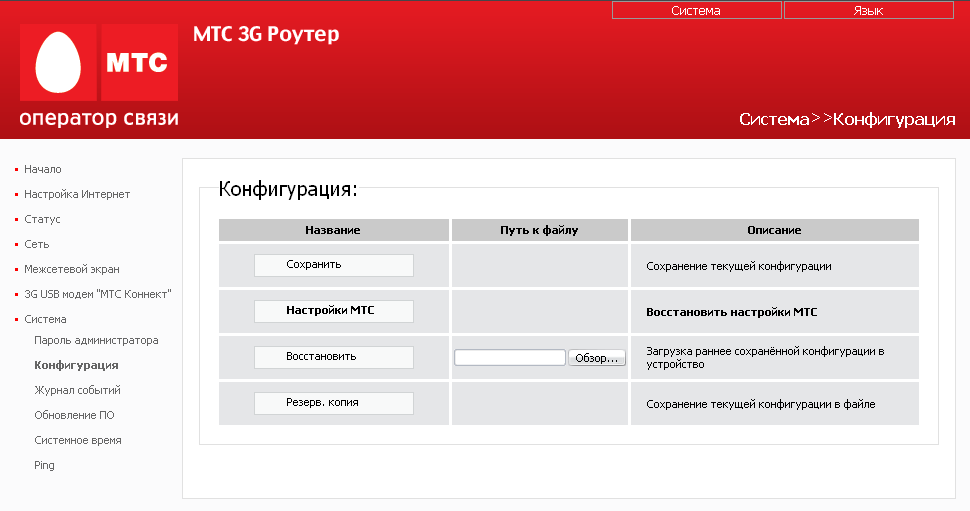 Система Язык
МТС 3G Роутер
МТС
оператор связи
Система>>Конфигурация
Начало
Настройка Интернет
Статус
Сеть
Межсетевой экран
3G USB модем "МТС Коннект"
Система
Пароль администратора
Конфигурация
Журнал событий
Обновление ПО
Системное время
Ping
Конфигурация:
Название Путь к файлу Описание
Сохранить Сохранение текущей конфигурации
Настройки МТС Восстановить настройки МТС
Восстановить Обзор... Загрузка раннее сохранённой конфигурации в
устройство
Резерв. копия Сохранение текущей конфигурации в файле